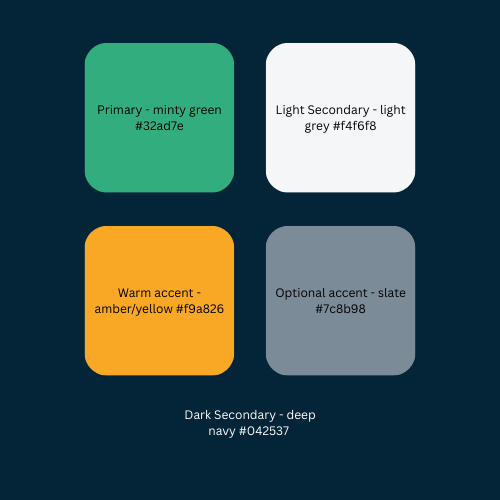 Primary - minty green
#32ad7e
Light Secondary - light
grey #f4f6f8
Warm accent -
amber/yellow #f9a826
Optional accent - slate
#7c8b98
Dark Secondary - deep
navy #042537